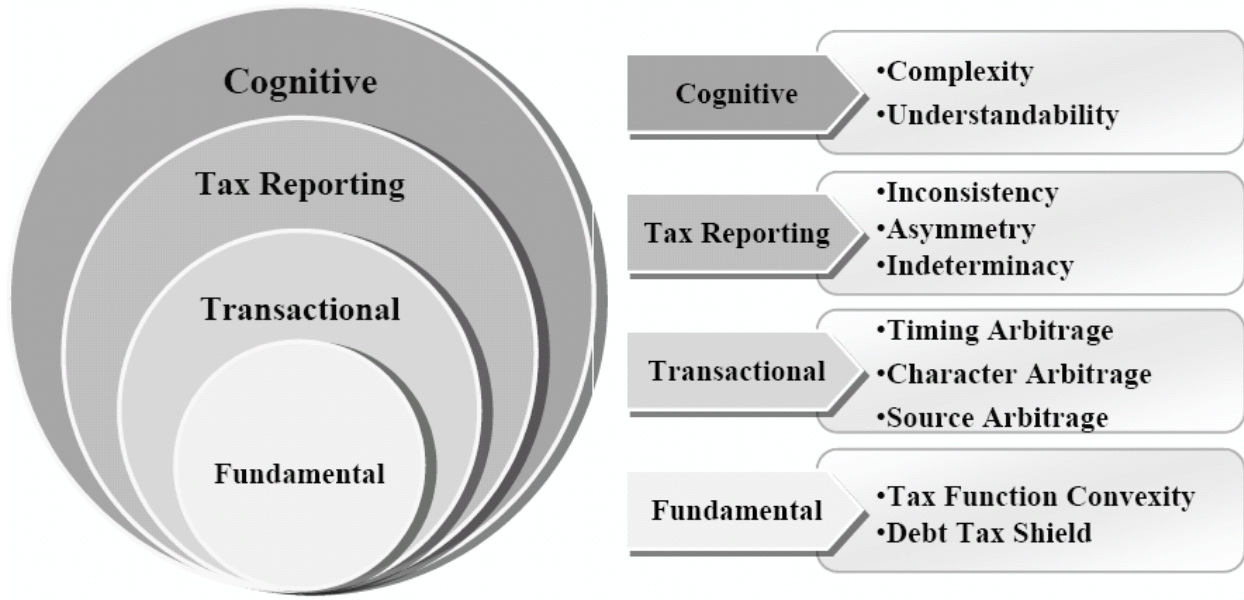 Cognitive
Tax Reporting
Transactional
Fundamental
Cognitive
•Complexity
•Understandability
Tax Reporting
•Inconsistency
•Asymmetry
•Indeterminacy
Transactional
•Timing Arbitrage
•Character Arbitrage
•Source Arbitrage
Fundamental
•Tax Function Convexity
•Debt Tax Shield